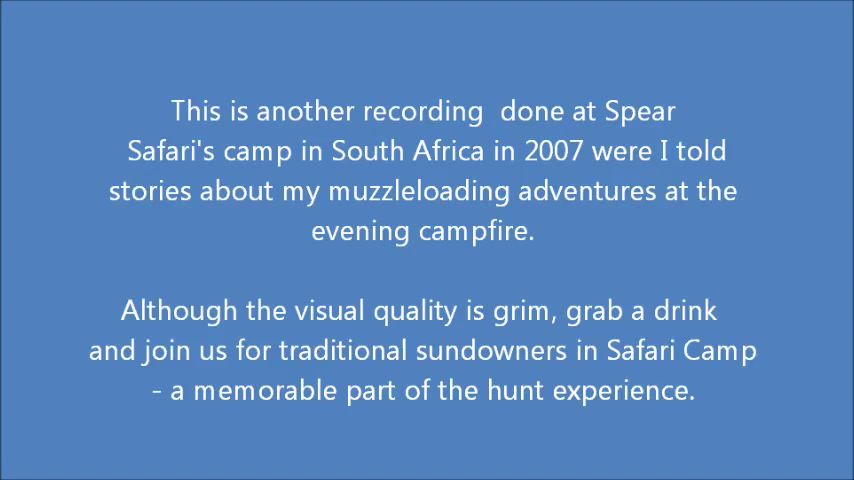 This is another recording  done at Spear
Safari's camp in South Africa in 2007 were I told
stories about my muzzleloading adventures at the
evening campfire.
Although the visual quality is grim, grab a drink
and join us for traditional sundowners in Safari Camp
- a memorable part of the hunt experience.